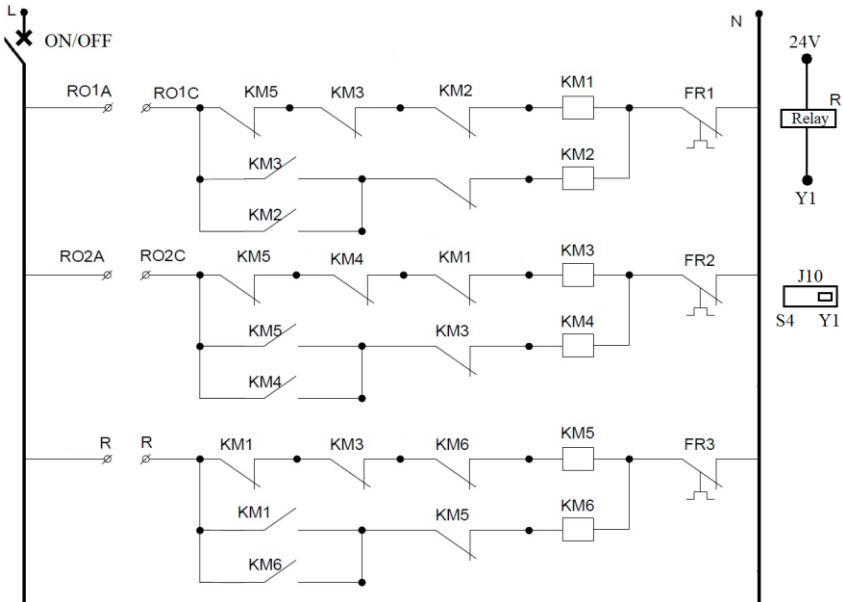 L
N
ON/OFF
24V
RO1A RO1C KM5 KM3 KM2 KM1 FR1
R
Relay
KM3 KM2
KM2
Y1
RO2A RO2C KM5 KM4 KM1 KM3 FR2
J10
S4 Y1
KM5 KM3 KM4
KM4
R R KM1 KM3 KM6 KM5 FR3
KM1 KM5 KM6
KM6